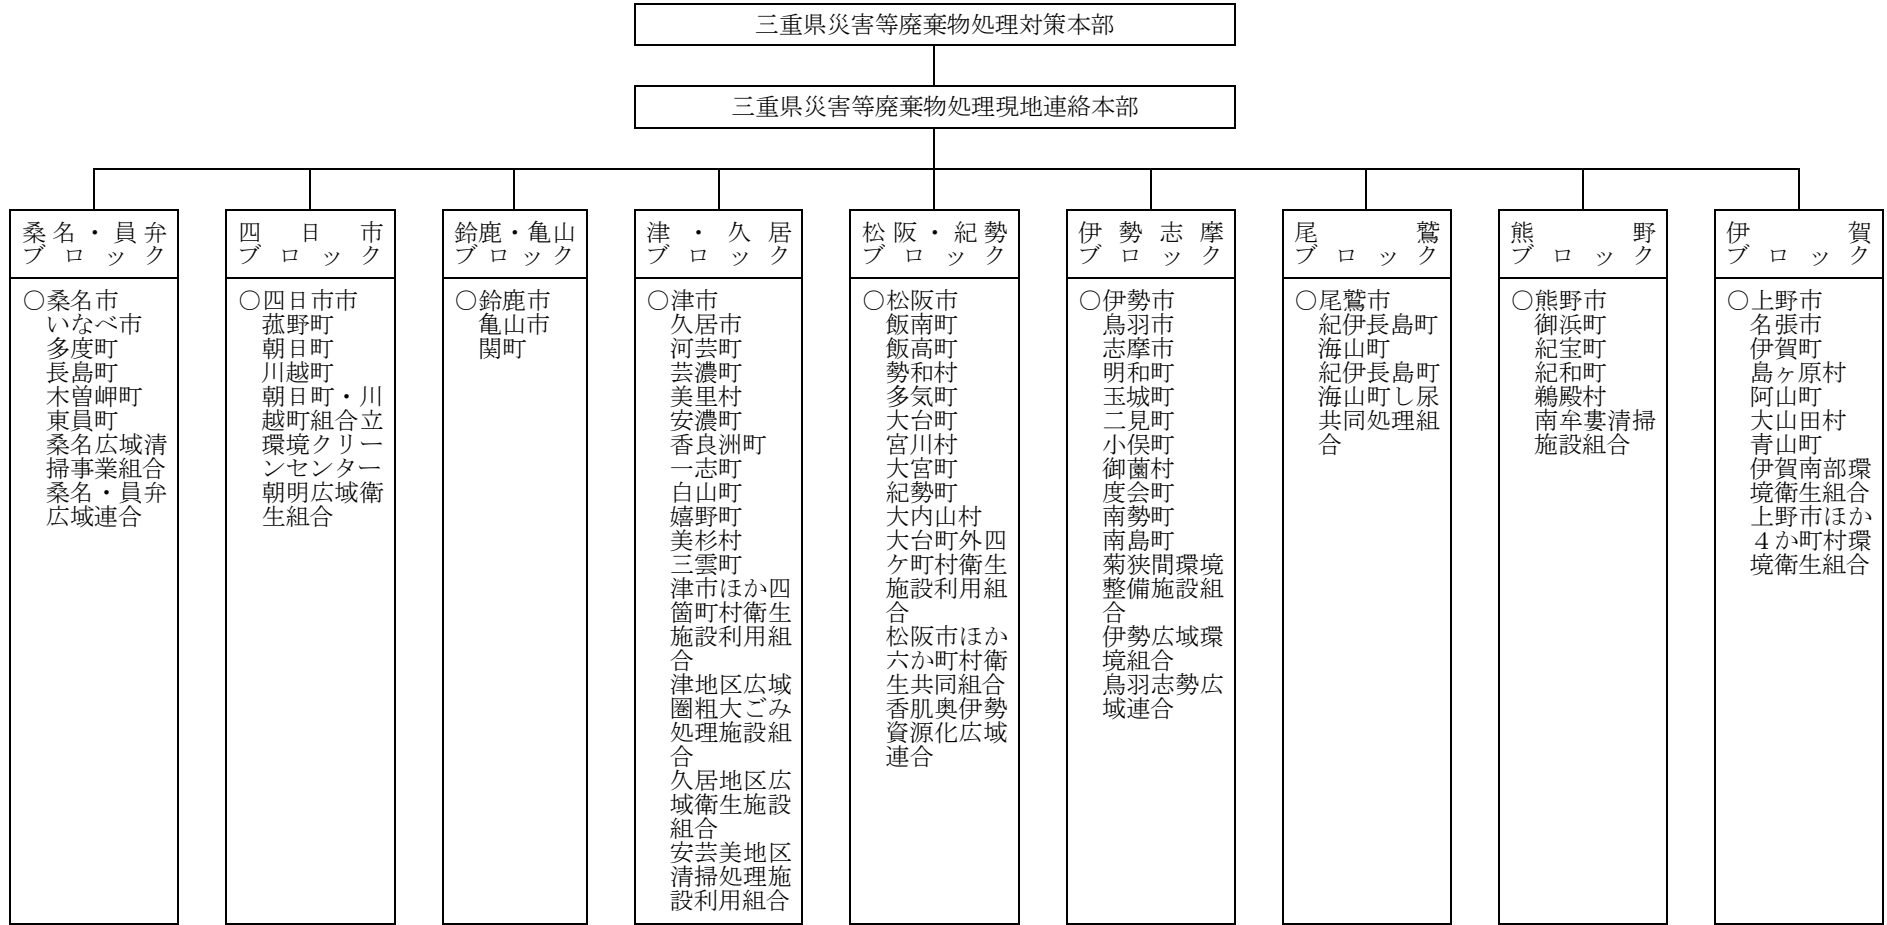 三重県災害等廃棄物処理対策本部
三重県災害等廃棄物処理現地連絡本部
桑名・員弁
ブロック
○桑名市
いなべ市
多度町
長島町
木曽岬町
東員町
桑名広域清
掃事業組合
桑名・員弁
広域連合
四日市
ブロック
○四日市市
菰野町
朝日町
川越町
朝日町・川
越町組合立
環境クリー
ンセンター
朝明広域衛
生組合
鈴鹿・亀山
ブロック
○鈴鹿市
亀山市
関町
津・久居
ブロック
○津市
久居市
河芸町
芸濃町
美里村
安濃町
香良洲町
一志町
白山町
嬉野町
美杉村
三雲町
津市ほか四
箇町村衛生
施設利用組
合
津地区広域
圏粗大ごみ
処理施設組
合
久居地区広
域衛生施設
組合
安芸美地区
清掃処理施
設利用組合
松阪・紀勢
ブロック
○松阪市
飯南町
飯高町
勢和村
多気町
大台町
宮川村
大宮町
紀勢町
大内山村
大台町外四
ケ町村衛生
施設利用組
合
松阪市ほか
六か町村衛
生共同組合
香肌奥伊勢
資源化広域
連合
伊勢志摩
ブロック
○伊勢市
鳥羽市
志摩市
明和町
玉城町
二見町
小俣町
御薗村
度会町
南勢町
南島町
菊狭間環境
整備施設組
合
伊勢広域環
境組合
鳥羽志勢広
域連合
尾鷲
ブロック
○尾鷲市
紀伊長島町
海山町
紀伊長島町
海山町し尿
共同処理組
合
熊野
ブロック
○熊野市
御浜町
紀宝町
紀和町
鵜殿村
南牟婁清掃
施設組合
伊賀
ブロック
○上野市
名張市
伊賀町
島ヶ原村
阿山町
大山田村
青山町
伊賀南部環
境衛生組合
上野市ほか
４か町村環
境衛生組合